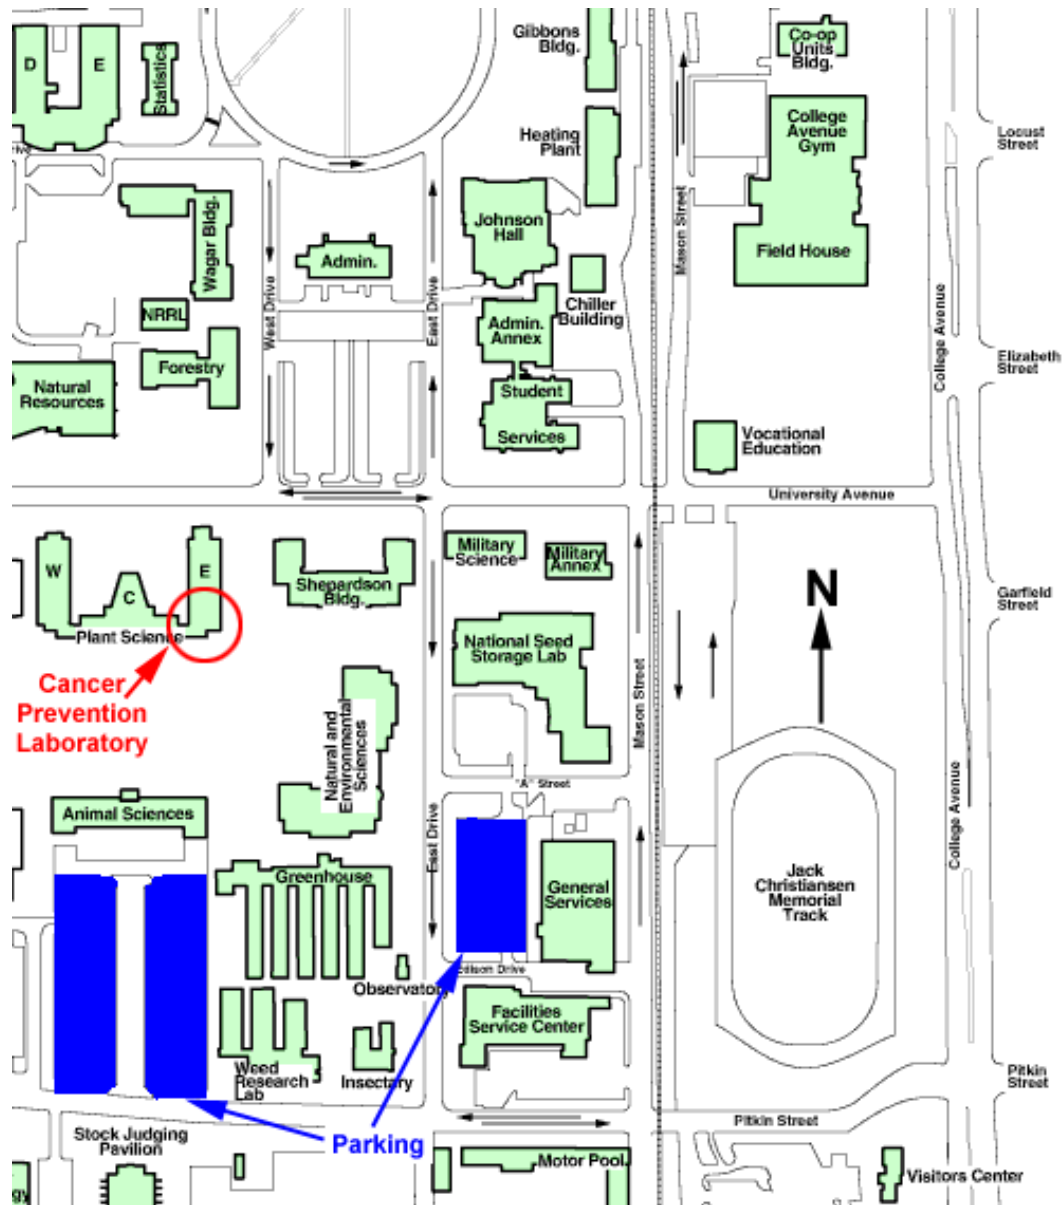 Gibbons
Bldg.
Co-op
Units
Bldg.
D
E
Statistics
College
Avenue
Gym
Locust
Street
Heating
Plant
rive
Mason Street
Wagar Bldg.
Johnson
Hall
Field House
Admin.
West Drive
East Drive
Chiller
Building
College Avenue
NRRL
Admin.
Annex
Elizabeth
Street
Forestry
Natural
Resources
Student
Services
Vocational
Education
University Avenue
W
C
E
Plant Science
Shepardson
Bldg.
Military
Science
Military
Annex
N
Garfield
Street
National Seed
Storage Lab
Mason Street
Cancer
Prevention
Laboratory
Natural and
Environmental
Sciences
"A" Street
Animal Sciences
East Drive
College Avenue
Greenhouse
General
Services
Jack
Christiansen
Memorial
Track
Edison Drive
Observatory
Facilities
Service Center
Weed
Research
Lab
Insectary
Pitkin
Street
Pitkin Street
Parking
Stock Judging
Pavilion
Motor Pool.
Visitors Center
gy